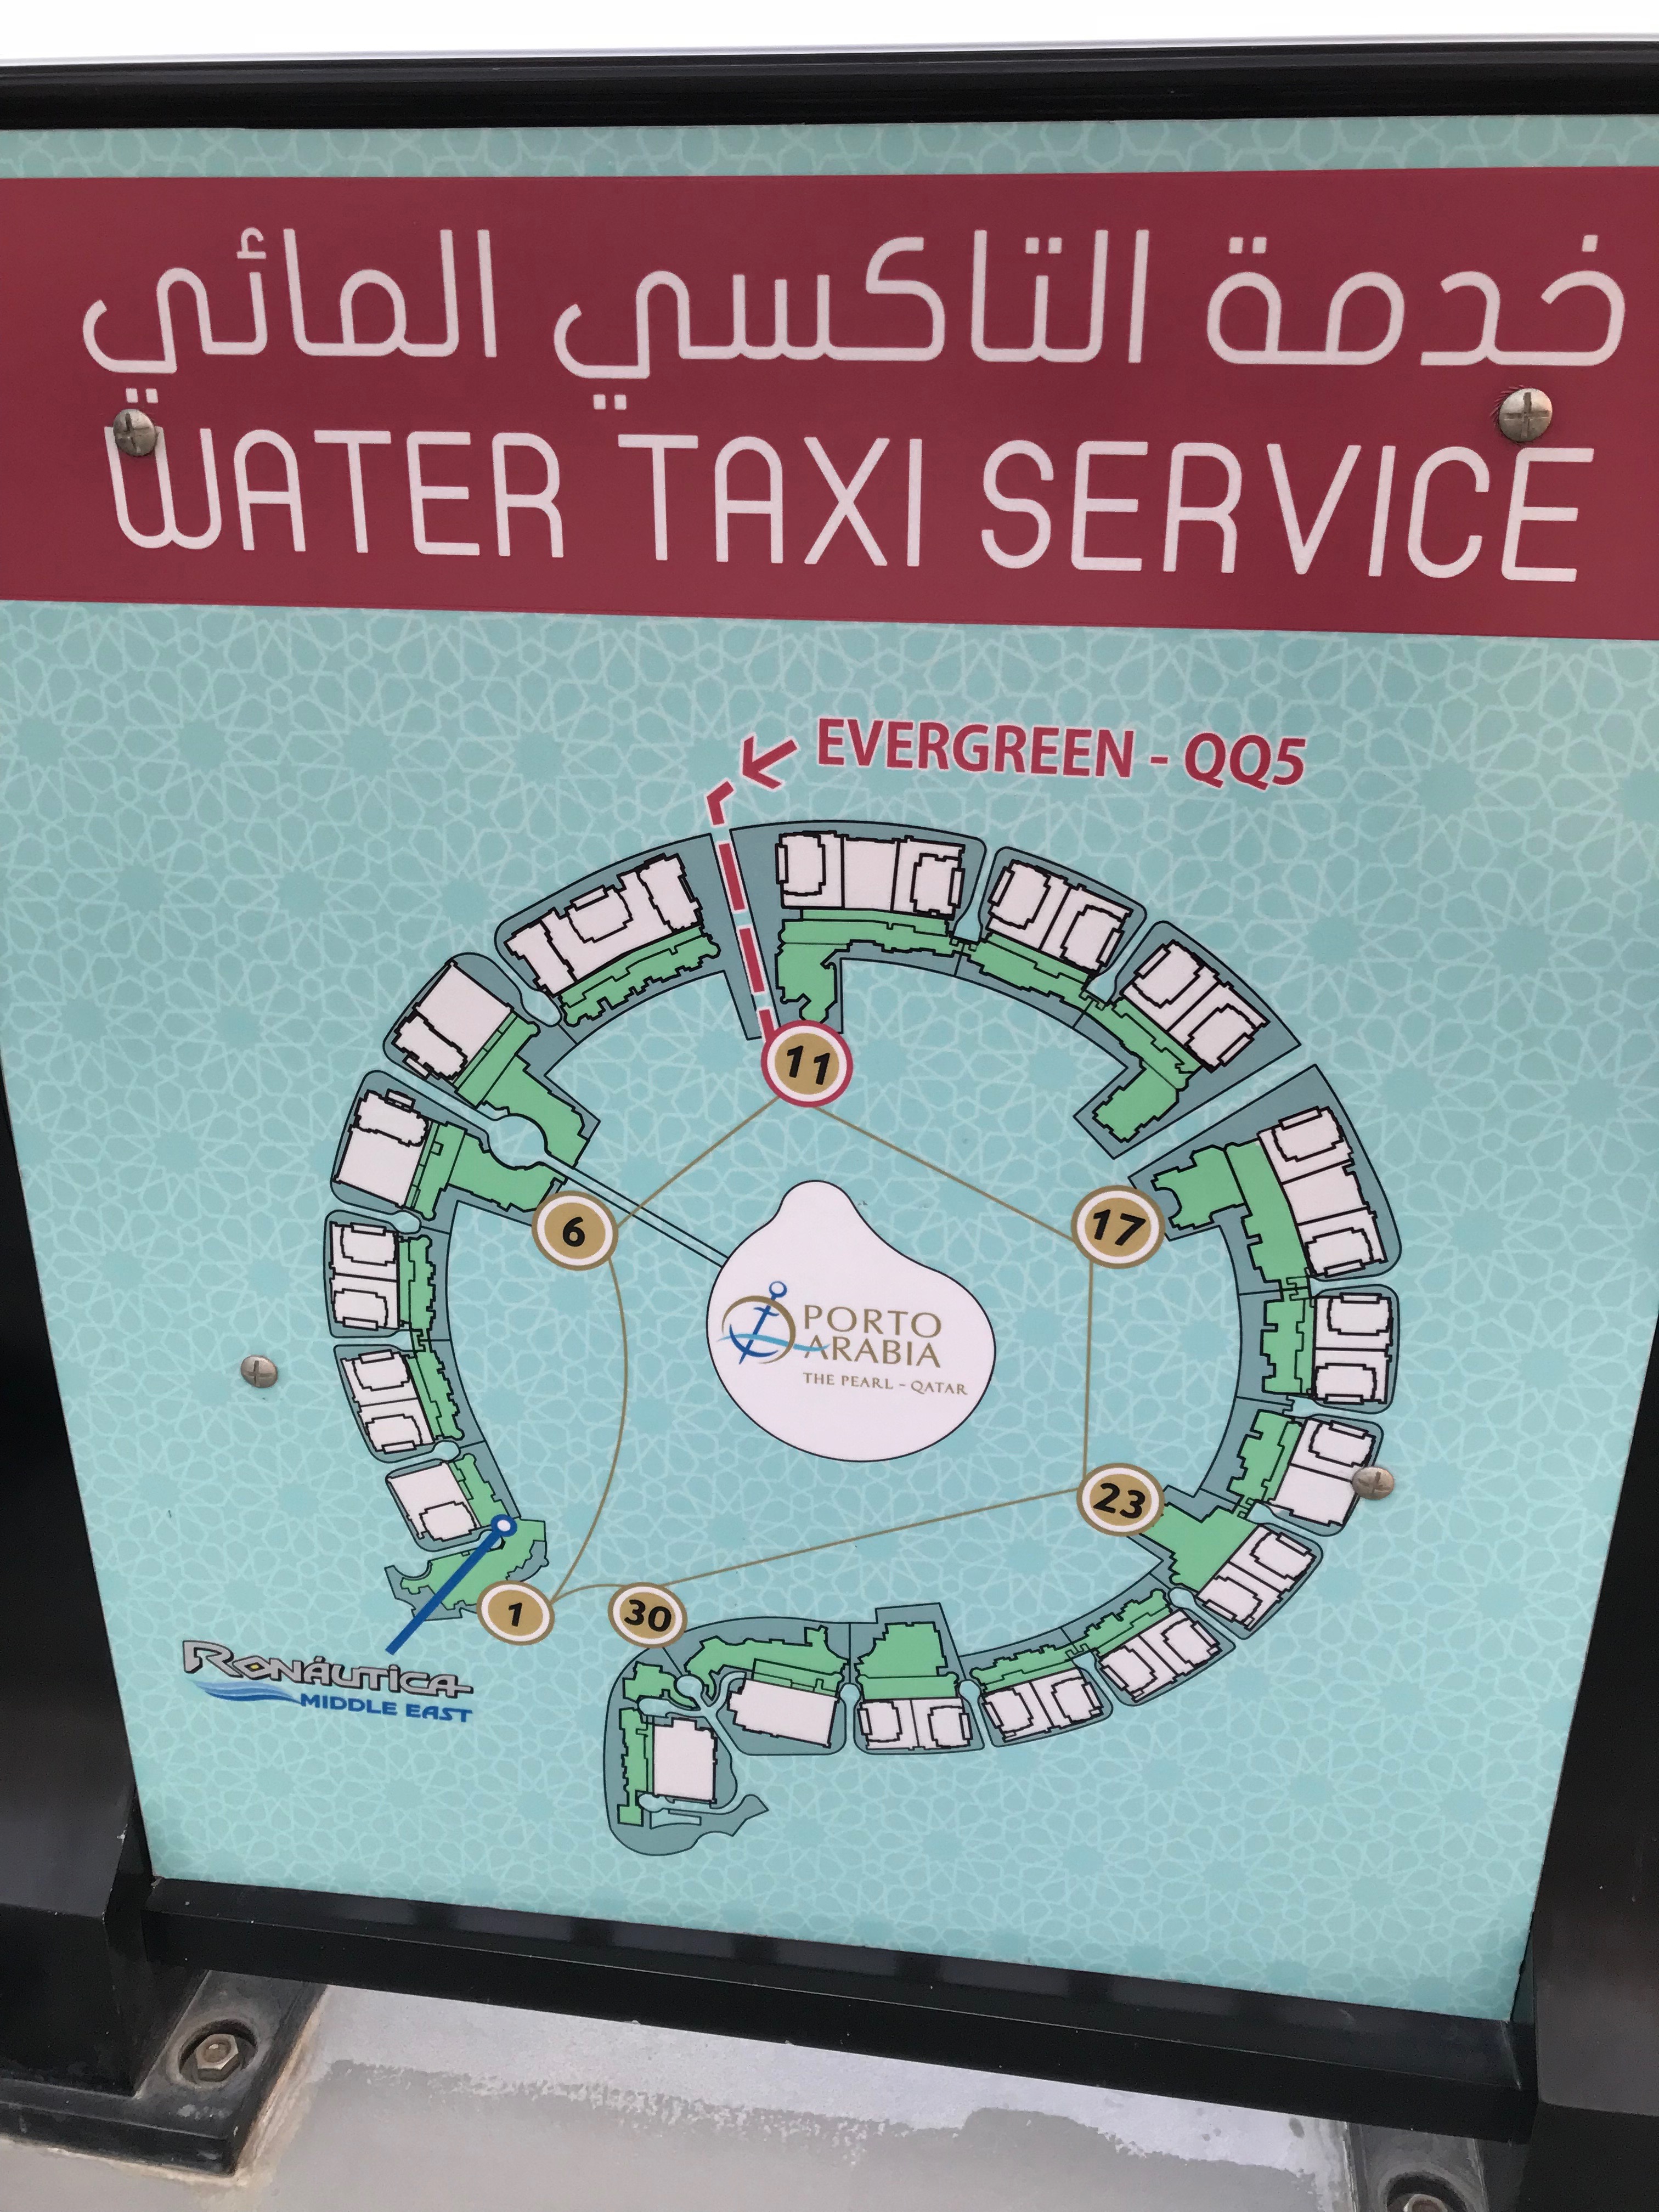 خدمة التاكسي المائي
WATER TAXI SERVICE
EVERGREEN - QQ5
11
6
17
PORTO
ARABIA
THE PEARL - QATAR
23
1
30
RONÁUTICA
MIDDLE EAST